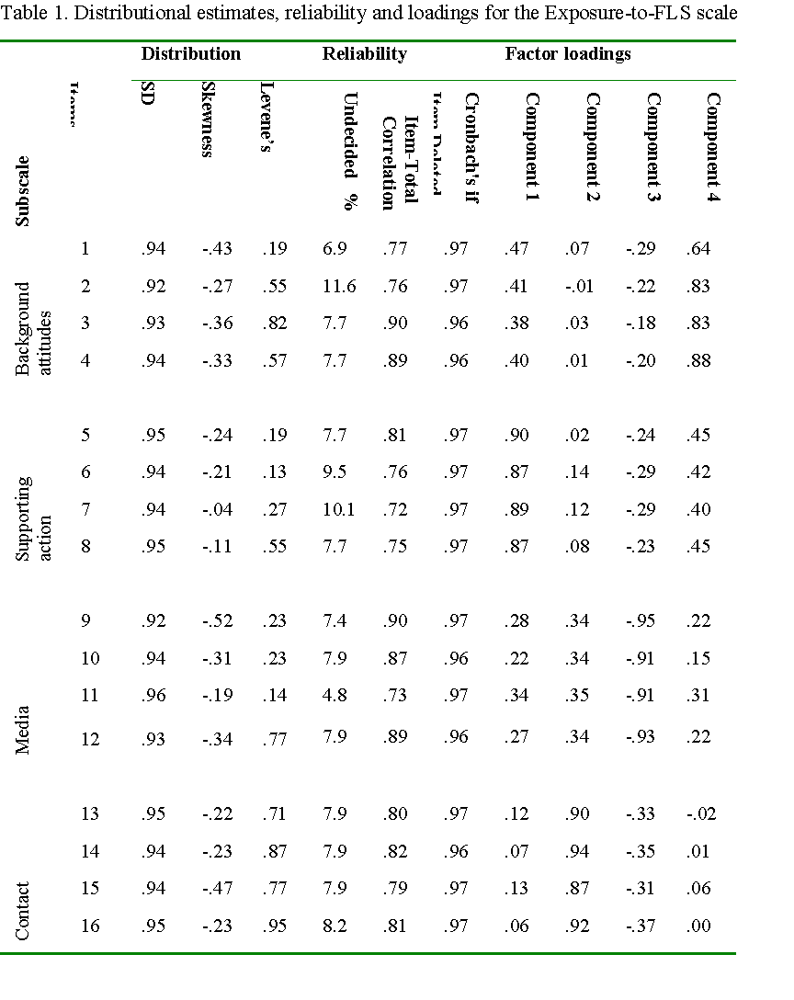 Table 1. Distributional estimates, reliability and loadings for the Exposure-to-FLS scale
Distribution Reliability Factor loadings
Subscale SD Skewness Levene's Undecided % Item-Total Correlation Cronbach's if Item Deleted Component 1 Component 2 Component 3 Component 4
Background attitudes
1 .94 -.43 .19 6.9 .77 .97 .47 .07 -.29 .64
2 .92 -.27 .55 11.6 .76 .97 .41 -.01 -.22 .83
3 .93 -.36 .82 7.7 .90 .96 .38 .03 -.18 .83
4 .94 -.33 .57 7.7 .89 .96 .40 .01 -.20 .88
Supporting action
5 .95 -.24 .19 7.7 .81 .97 .90 .02 -.24 .45
6 .94 -.21 .13 9.5 .76 .97 .87 .14 -.29 .42
7 .94 -.04 .27 10.1 .72 .97 .89 .12 -.29 .40
8 .95 -.11 .55 7.7 .75 .97 .87 .08 -.23 .45
Media
9 .92 -.52 .23 7.4 .90 .97 .28 .34 -.95 .22
10 .94 -.31 .23 7.9 .87 .96 .22 .34 -.91 .15
11 .96 -.19 .14 4.8 .73 .97 .34 .35 -.91 .31
12 .93 -.34 .77 7.9 .89 .96 .27 .34 -.93 .22
Contact
13 .95 -.22 .71 7.9 .80 .97 .12 .90 -.33 -.02
14 .94 -.23 .87 7.9 .82 .96 .07 .94 -.35 .01
15 .94 -.47 .77 7.9 .79 .97 .13 .87 -.31 .06
16 .95 -.23 .95 8.2 .81 .97 .06 .92 -.37 .00